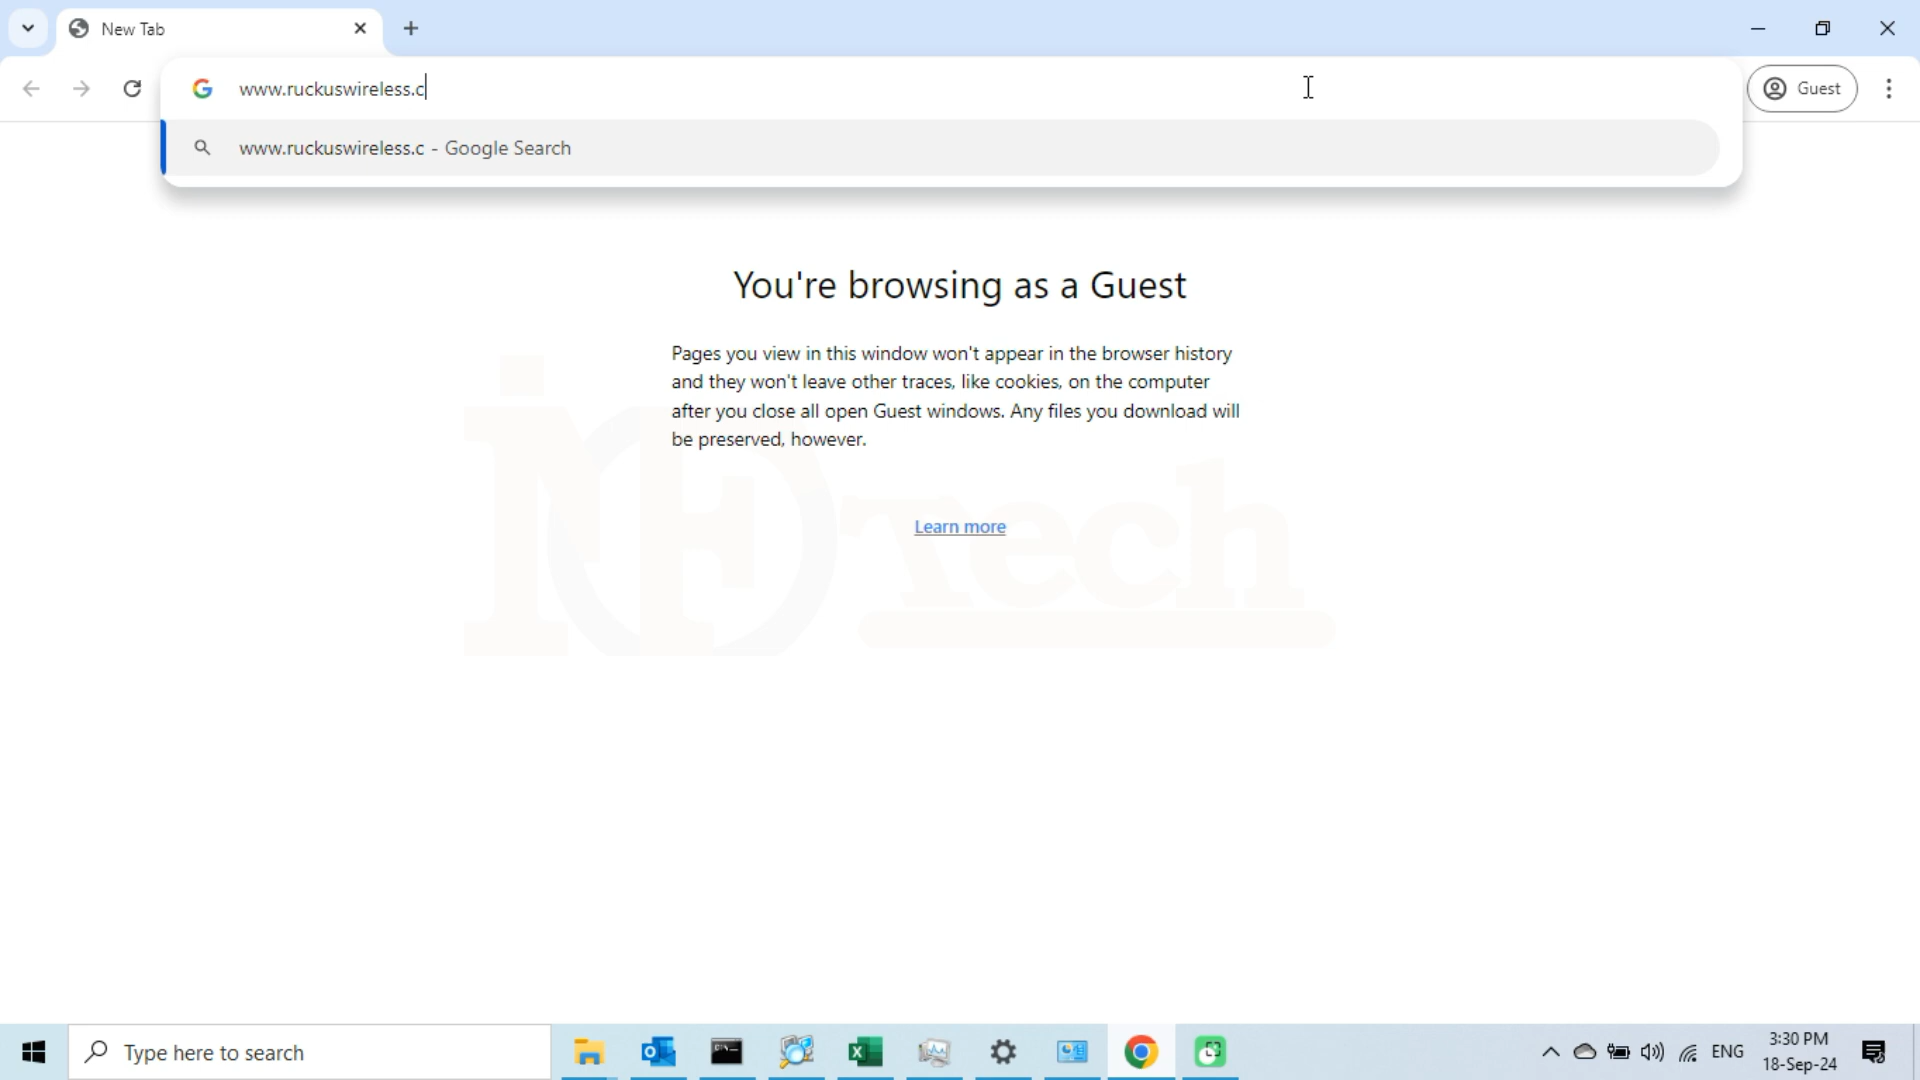 New Tab
www.ruckuswireless.c
Guest
www.ruckuswireless.c - Google Search
You're browsing as a Guest
Pages you view in this window won't appear in the browser history
and they won't leave other traces, like cookies, on the computer
after you close all open Guest windows. Any files you download will
be preserved, however.
Learn more
iNFTech
Type here to search
ENG
3:30 PM
18-Sep-24